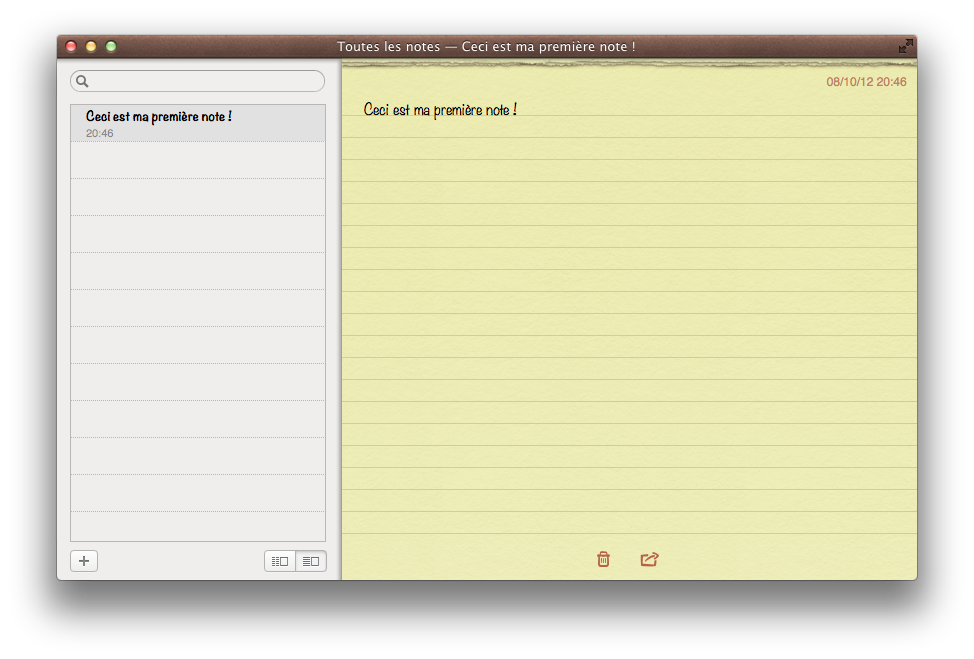 Toutes les notes — Ceci est ma première note !
Ceci est ma première note !
20:46
08/10/12 20:46
Ceci est ma première note !